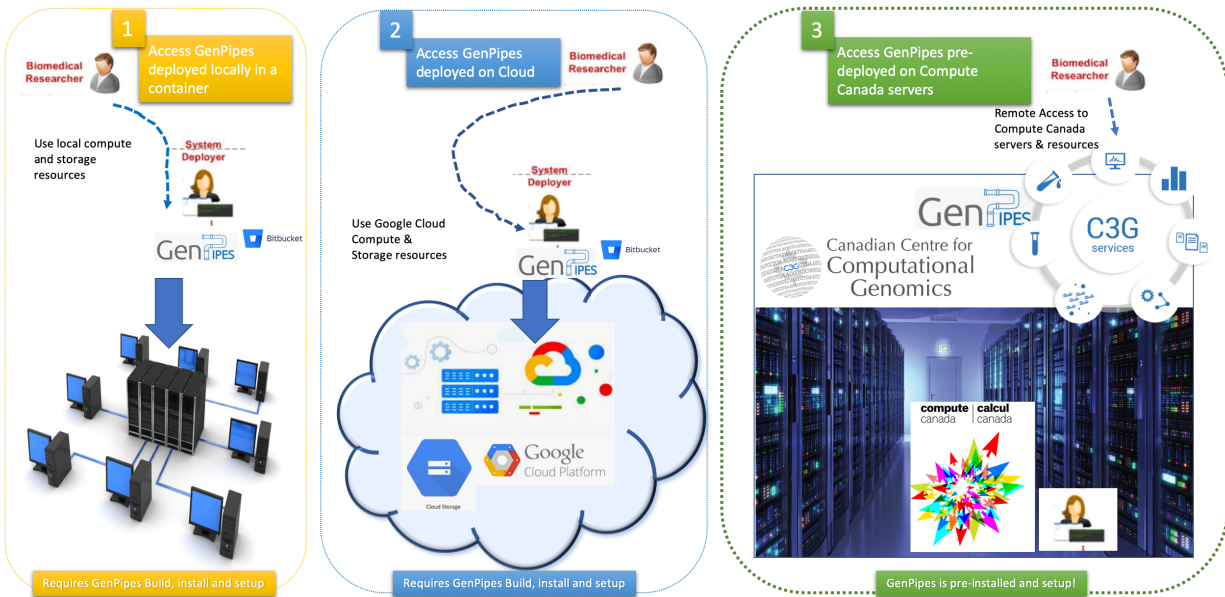 1
Access GenPipes
deployed locally in a
container
Biomedical
Researcher
Use local compute
and storage
resources
System
Deployer
GenPIPES
Bitbucket
Requires GenPipes Build, install and setup
2
Access GenPipes
deployed on Cloud
Biomedical
Researcher
System
Deployer
Use Google Cloud
Compute &
Storage resources
GenPIPES
Bitbucket
Google
Cloud Platform
Cloud Storage
Requires GenPipes Build, install and setup
3
Access GenPipes pre-
deployed on Compute
Canada servers
Biomedical
Researcher
Remote Access to
Compute Canada
servers & resources
GenPIPES
C3G
services
C3G
Canadian Centre for
Computational
Genomics
compute | calcul
canada | canada
GenPipes is pre-installed and setup!